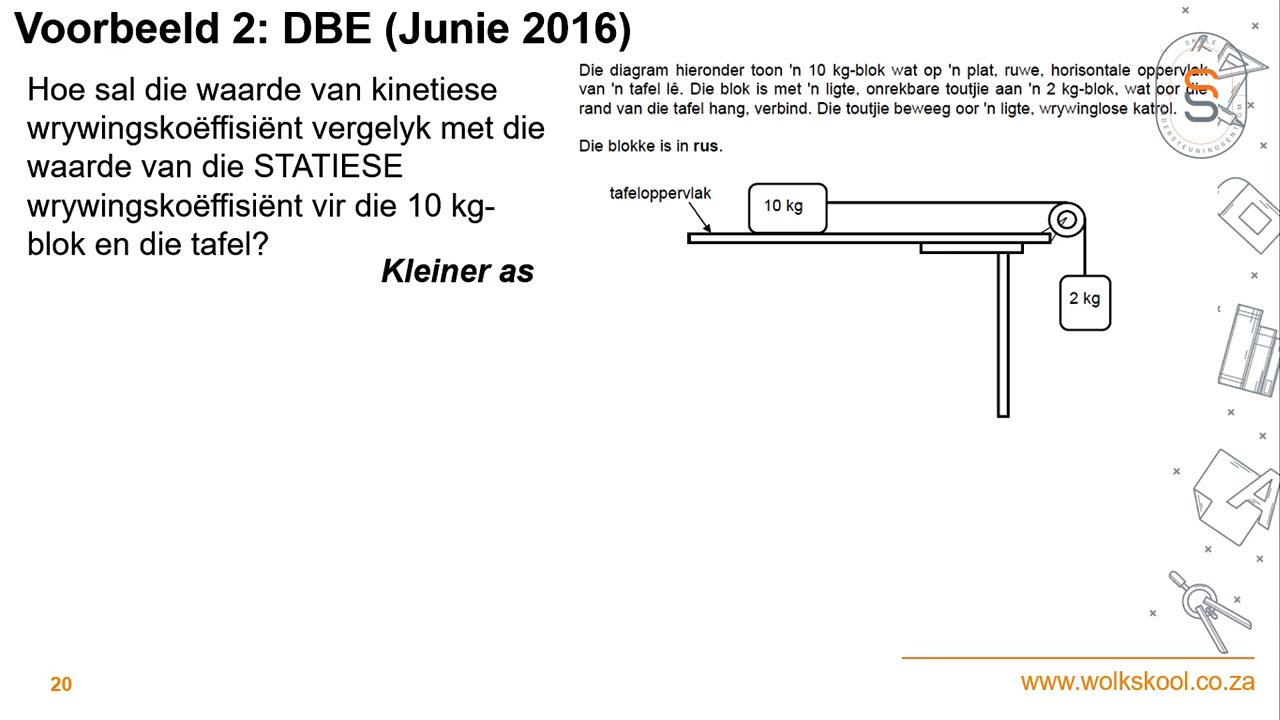 Voorbeeld 2: DBE (Junie 2016)
Hoe sal die waarde van kinetiese
wrywingskoëffisiënt vergelyk met die
waarde van die STATIESE
wrywingskoëffisiënt vir die 10 kg-
blok en die tafel?
Kleiner as
Die diagram hieronder toon 'n 10 kg-blok wat op 'n plat, ruwe, horisontale oppervlak
van 'n tafel lê. Die blok is met 'n ligte, onrekbare toutjie aan 'n 2 kg-blok, wat oor die
rand van die tafel hang, verbind. Die toutjie beweeg oor 'n ligte, wrywinglose katrol.
Die blokke is in rus.
tafeloppervlak
10 kg
2 kg
20
www.wolkskool.co.za